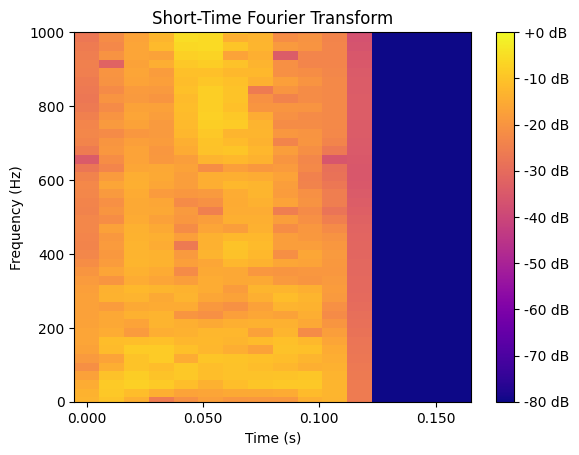 Short-Time Fourier Transform
1000
800
600
400
200
0
Frequency (Hz)
0.000
0.050
0.100
0.150
Time (s)
+0 dB
-10 dB
-20 dB
-30 dB
-40 dB
-50 dB
-60 dB
-70 dB
-80 dB